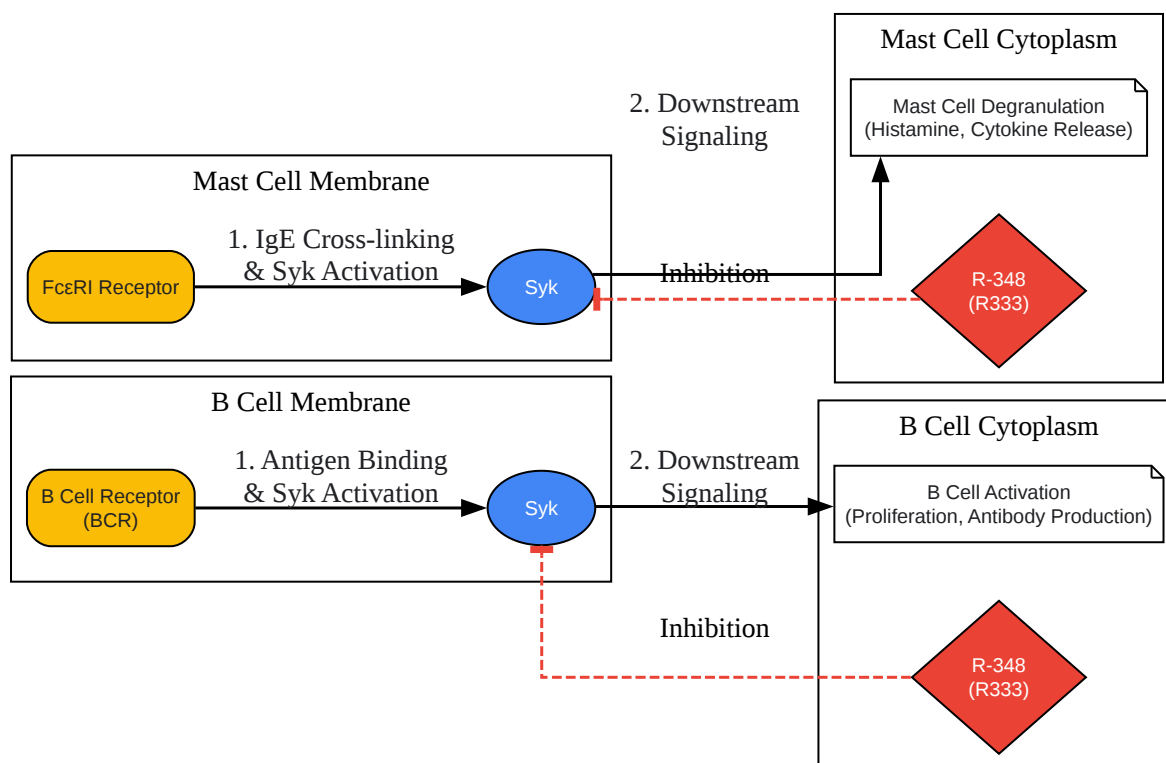 Mast Cell Cytoplasm
Mast Cell Degranulation
(Histamine, Cytokine Release)
2. Downstream
Signaling
Mast Cell Membrane
1. IgE Cross-linking
& Syk Activation
FcεRI Receptor
Syk
Inhibition
R-348
(R333)
B Cell Membrane
1. Antigen Binding
& Syk Activation
B Cell Receptor
(BCR)
Syk
2. Downstream
Signaling
B Cell Cytoplasm
B Cell Activation
(Proliferation, Antibody Production)
Inhibition
R-348
(R333)